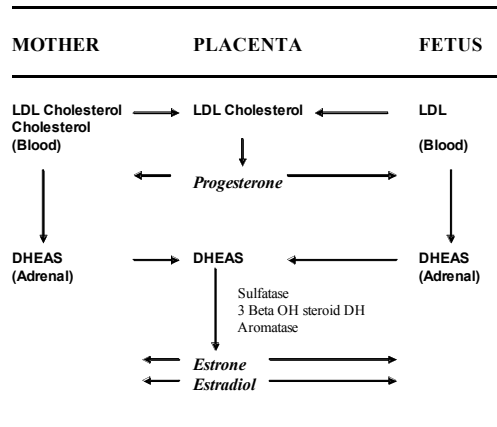 MOTHER PLACENTA FETUS
LDL Cholesterol LDL Cholesterol LDL
Cholesterol
(Blood) (Blood)
Progesterone
DHEAS DHEAS DHEAS
(Adrenal) (Adrenal)
Sulfatase
3 Beta OH steroid DH
Aromatase
Estrone
Estradiol